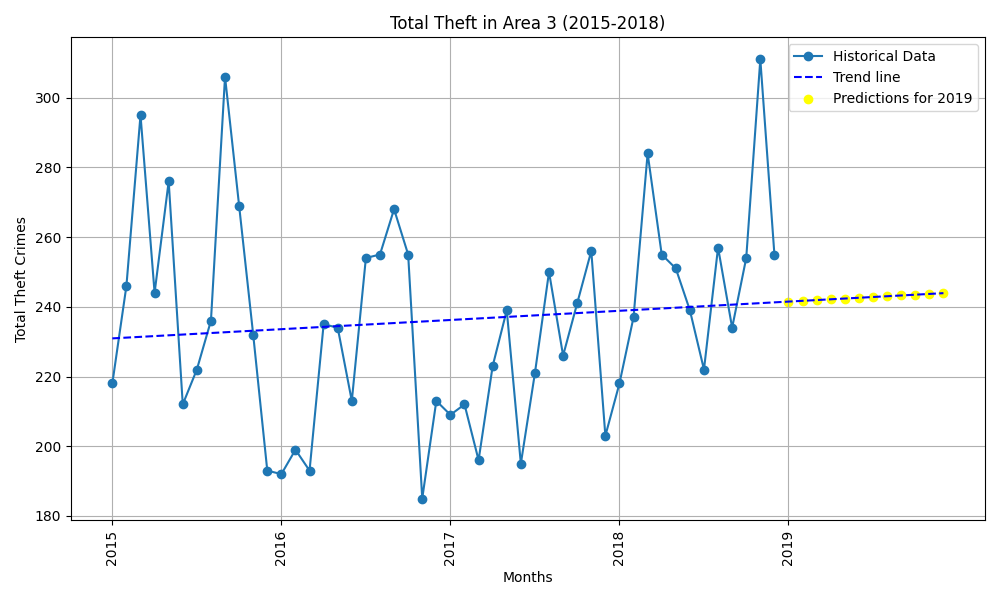 Total Theft in Area 3 (2015-2018)
Historical Data
Trend line
Predictions for 2019
Total Theft Crimes
300
280
260
240
220
200
180
2015
2016
2017
2018
2019
Months